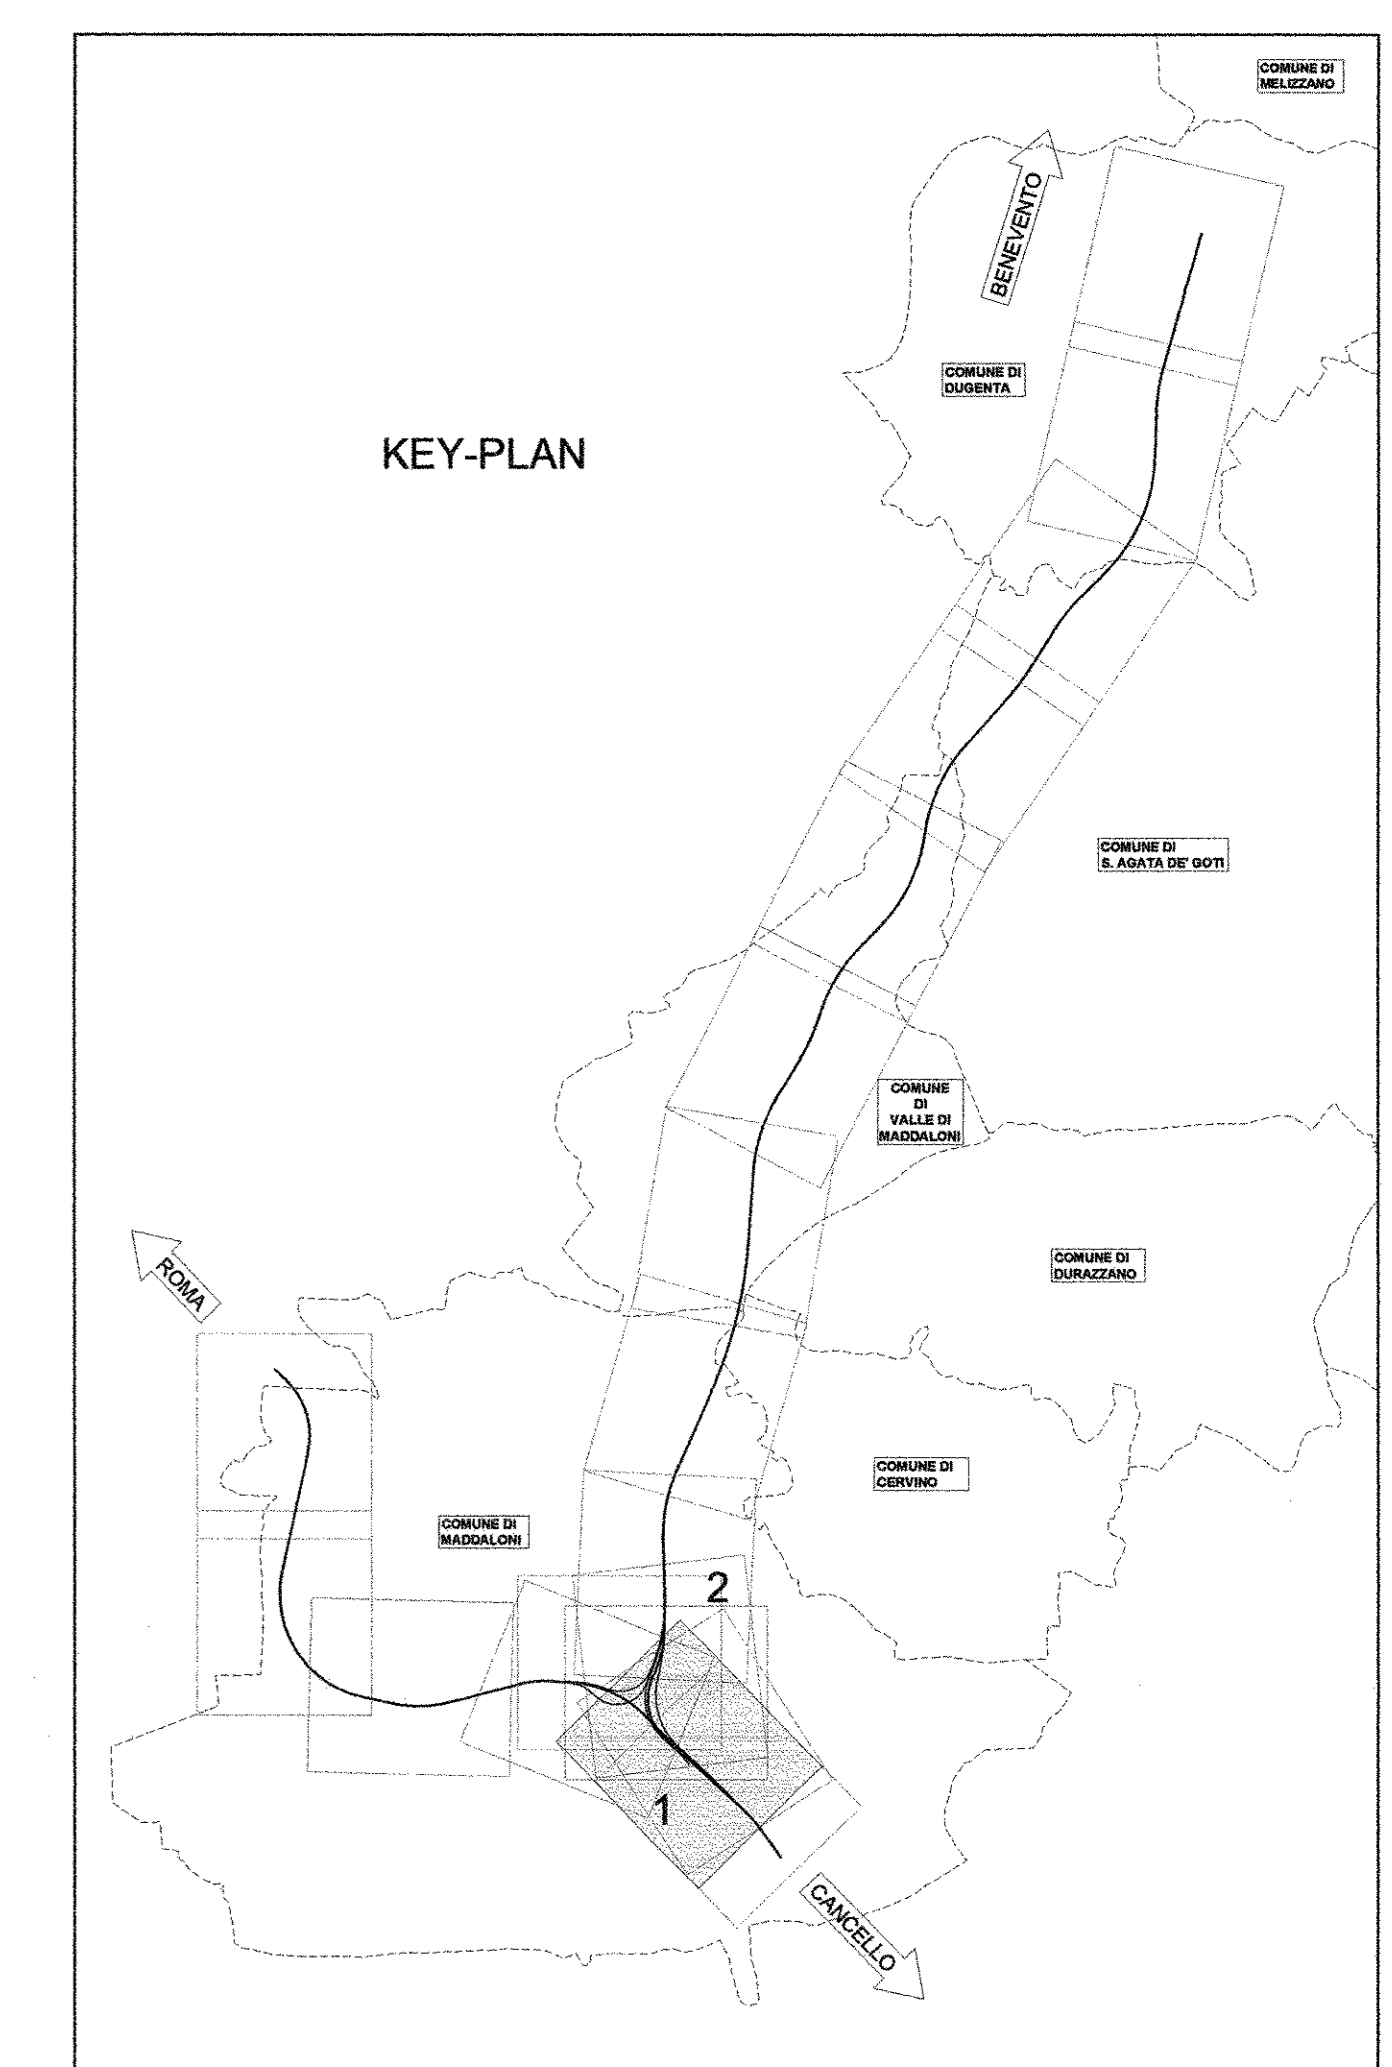 COMUNE DI
MELIZZANO
BENEVENTO
COMUNE DI
DUGENTA
KEY-PLAN
COMUNE DI
S. AGATA DE' GOTI
COMUNE
DI
VALLE DI
MADDALONI
ROMA
COMUNE DI
DURAZZANO
COMUNE DI
CERVINO
COMUNE DI
MADDALONI
2
1
CANCELLO